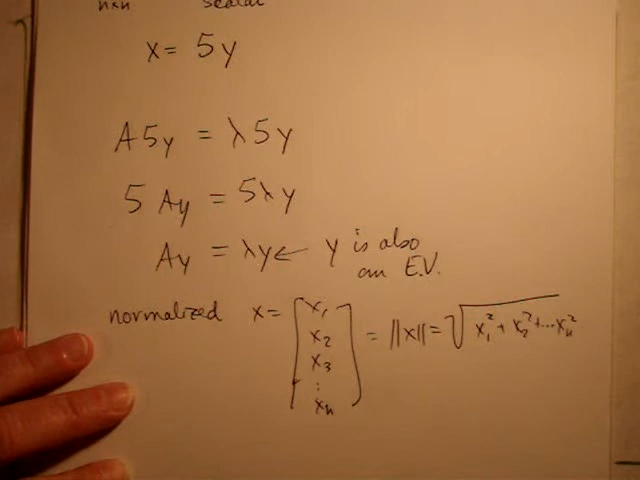 n×n scalar
x = 5y
A5y = λ5y
5 Ay = 5λy
Ay = λy ← y is also
an E.V.
normalized x = [x₁ x₂ x₃ ⋮ xₙ] = ||x|| = √(x₁² + x₂² + ... xₙ²)